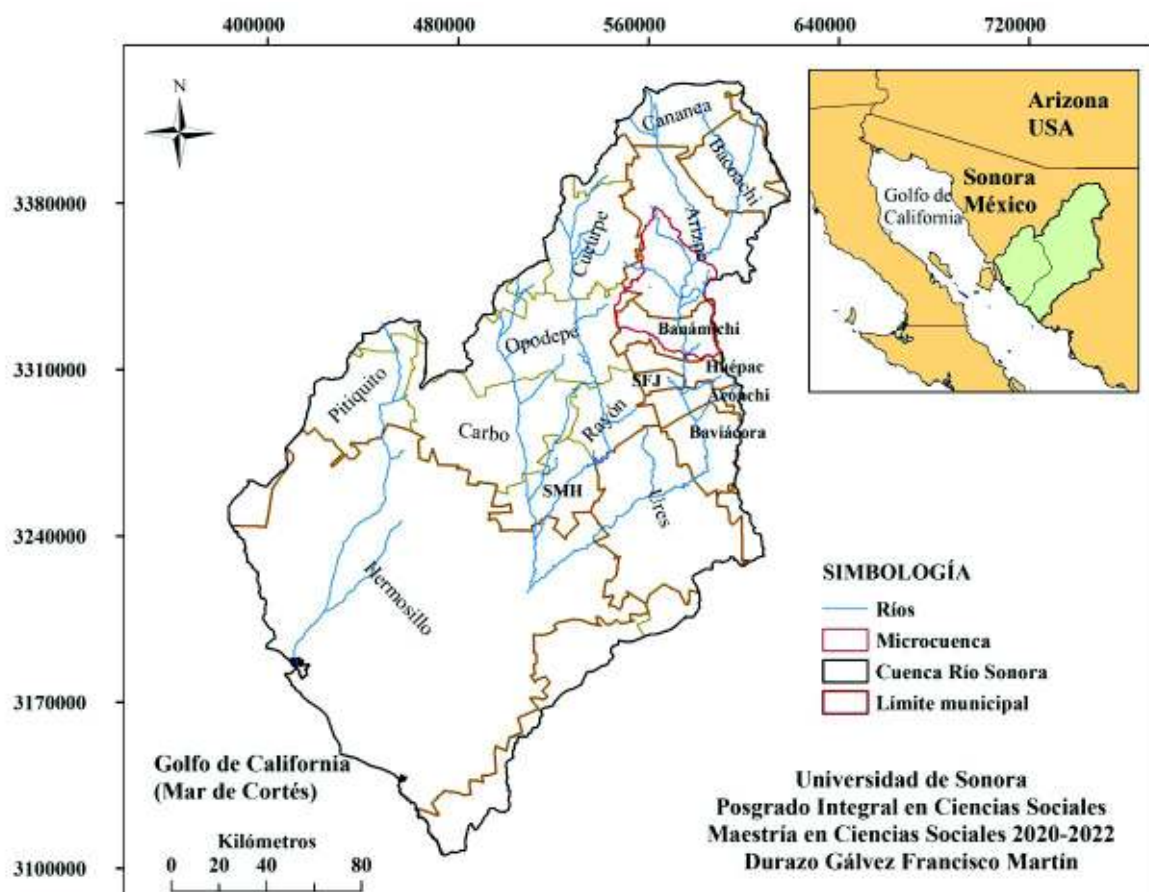 400000 480000 560000 640000 720000
N
3380000
3310000
3240000
3170000
3100000
Cananea
Bacoachi
Arizpe
Cucurpe
Banámichi
Opodepe
Huépac
SFJ
Aconchi
Pitiquito
Rayón
Carbo
Baviácora
SMH
Ures
Hermosillo
Arizona
USA
Sonora
México
Golfo de
California
SIMBOLOGÍA
Ríos
Microcuenca
Cuenca Río Sonora
Límite municipal
Golfo de California
(Mar de Cortés)
Kilómetros
0 20 40 80
Universidad de Sonora
Posgrado Integral en Ciencias Sociales
Maestría en Ciencias Sociales 2020-2022
Durazo Gálvez Francisco Martín